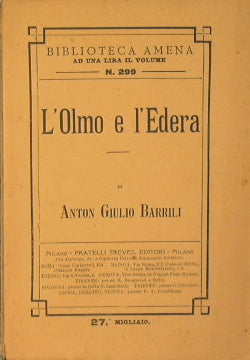 BIBLIOTECA AMENA
AD UNA LIRA IL VOLUME
N. 299
L'Olmo e l'Edera
DI
ANTON GIULIO BARRILI
MILANO - FRATELLI TREVES, EDITORI - MILANO
27.° MIGLIAIO.